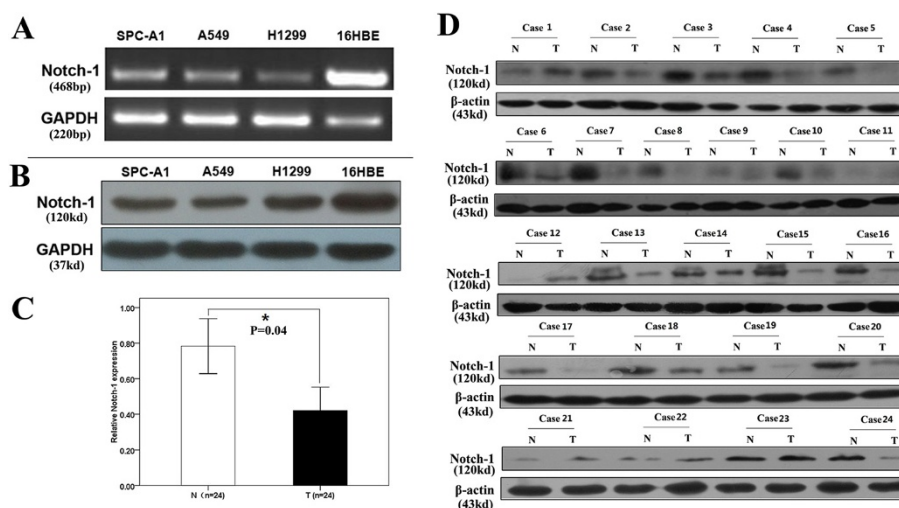 A
SPC-A1 A549 H1299 16HBE
Notch-1
(468bp)
GAPDH
(220bp)
B
SPC-A1 A549 H1299 16HBE
Notch-1
(120kd)
GAPDH
(37kd)
C
Relative Notch-1 expression
1.00
0.80
0.60
0.40
0.20
0.00
*
P=0.04
N (n=24) T (n=24)
D
Case 1 Case 2 Case 3 Case 4 Case 5
N T N T N T N T N T
Notch-1
(120kd)
β-actin
(43kd)
Case 6 Case 7 Case 8 Case 9 Case 10 Case 11
N T N T N T N T N T N T
Notch-1
(120kd)
β-actin
(43kd)
Case 12 Case 13 Case 14 Case15 Case16
N T N T N T N T N T
Notch-1
(120kd)
β-actin
(43kd)
Case 17 Case 18 Case 19 Case 20
N T N T N T N T
Notch-1
(120kd)
β-actin
(43kd)
Case 21 Case 22 Case 23 Case 24
N T N T N T N T
Notch-1
(120kd)
β-actin
(43kd)